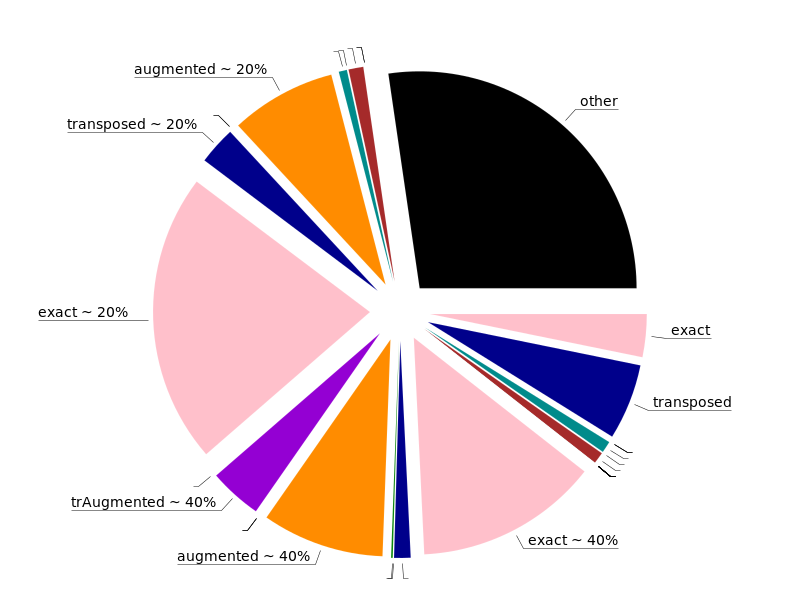 augmented ~ 20%
other
transposed ~ 20%
exact ~ 20%
exact
transposed
trAugmented ~ 40%
exact ~ 40%
augmented ~ 40%